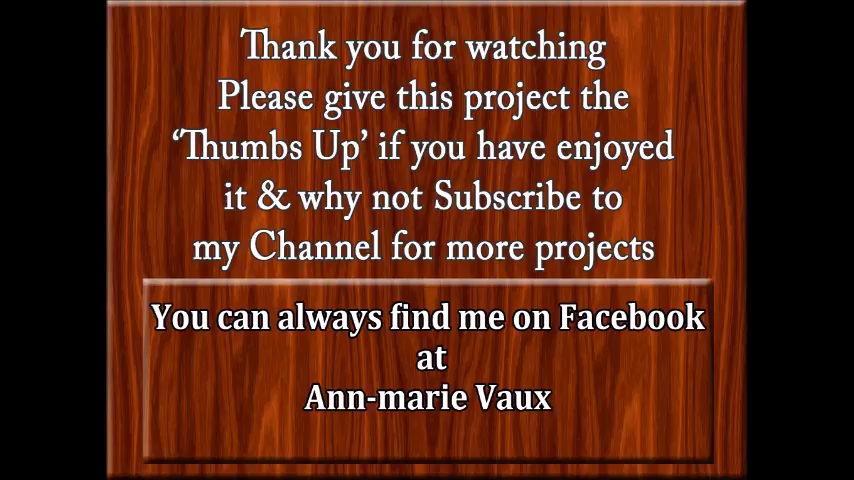 Thank you for watching
Please give this project the
‘Thumbs Up’ if you have enjoyed
it & why not Subscribe to
my Channel for more projects
You can always find me on Facebook
at
Ann-marie Vaux